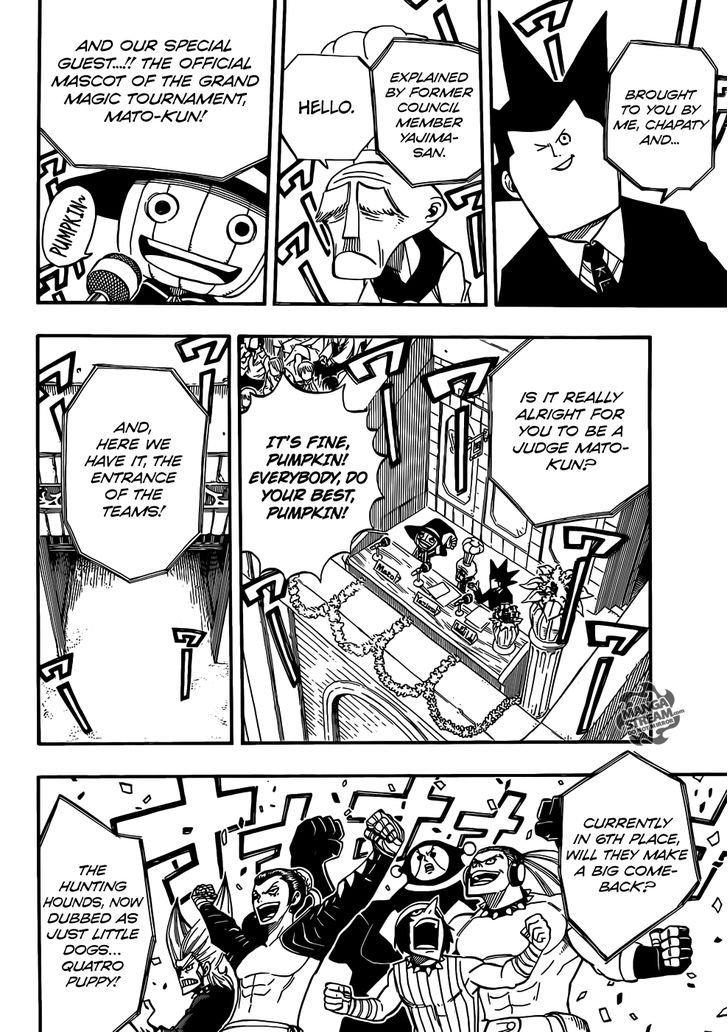 BROUGHT
TO YOU BY
ME, CHAPATY
AND...
EXPLAINED
BY FORMER
COUNCIL
MEMBER
YAJIMA-
SAN.
HELLO.
AND OUR SPECIAL
GUEST...!! THE OFFICIAL
MASCOT OF THE GRAND
MAGIC TOURNAMENT,
MATO-KUN!
PUMPKIN~
IS IT REALLY
ALRIGHT FOR
YOU TO BE A
JUDGE MATO-
KUN?
IT'S FINE,
PUMPKIN!
EVERYBODY, DO
YOUR BEST,
PUMPKIN!
AND,
HERE WE
HAVE IT, THE
ENTRANCE
OF THE
TEAMS!
MANGA
STREAM
CURRENTLY
IN 6TH PLACE,
WILL THEY MAKE
A BIG COME-
BACK?
THE
HUNTING
HOUNDS, NOW
DUBBED AS
JUST LITTLE
DOGS...
QUATRO
PUPPY!